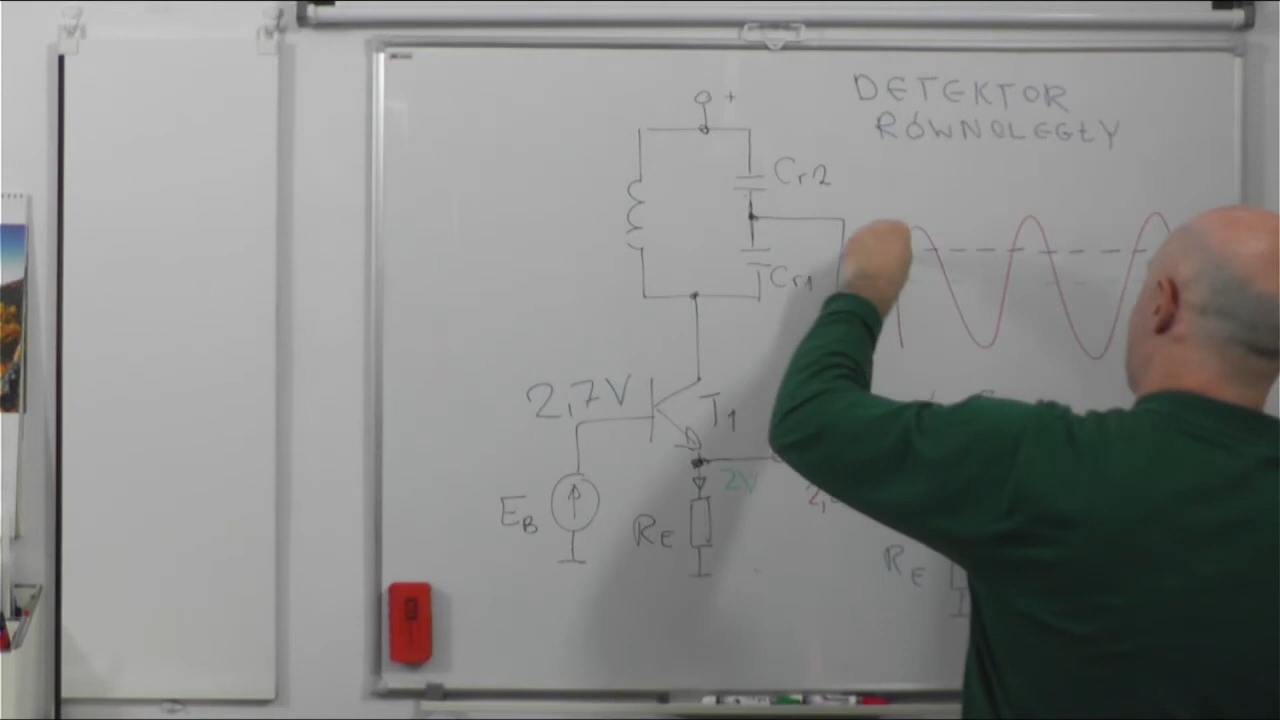 DETEKTOR
RÓWNOLEGŁY
+
Cr2
Cr1
2,7V
T1
2V
EB
RE
RE